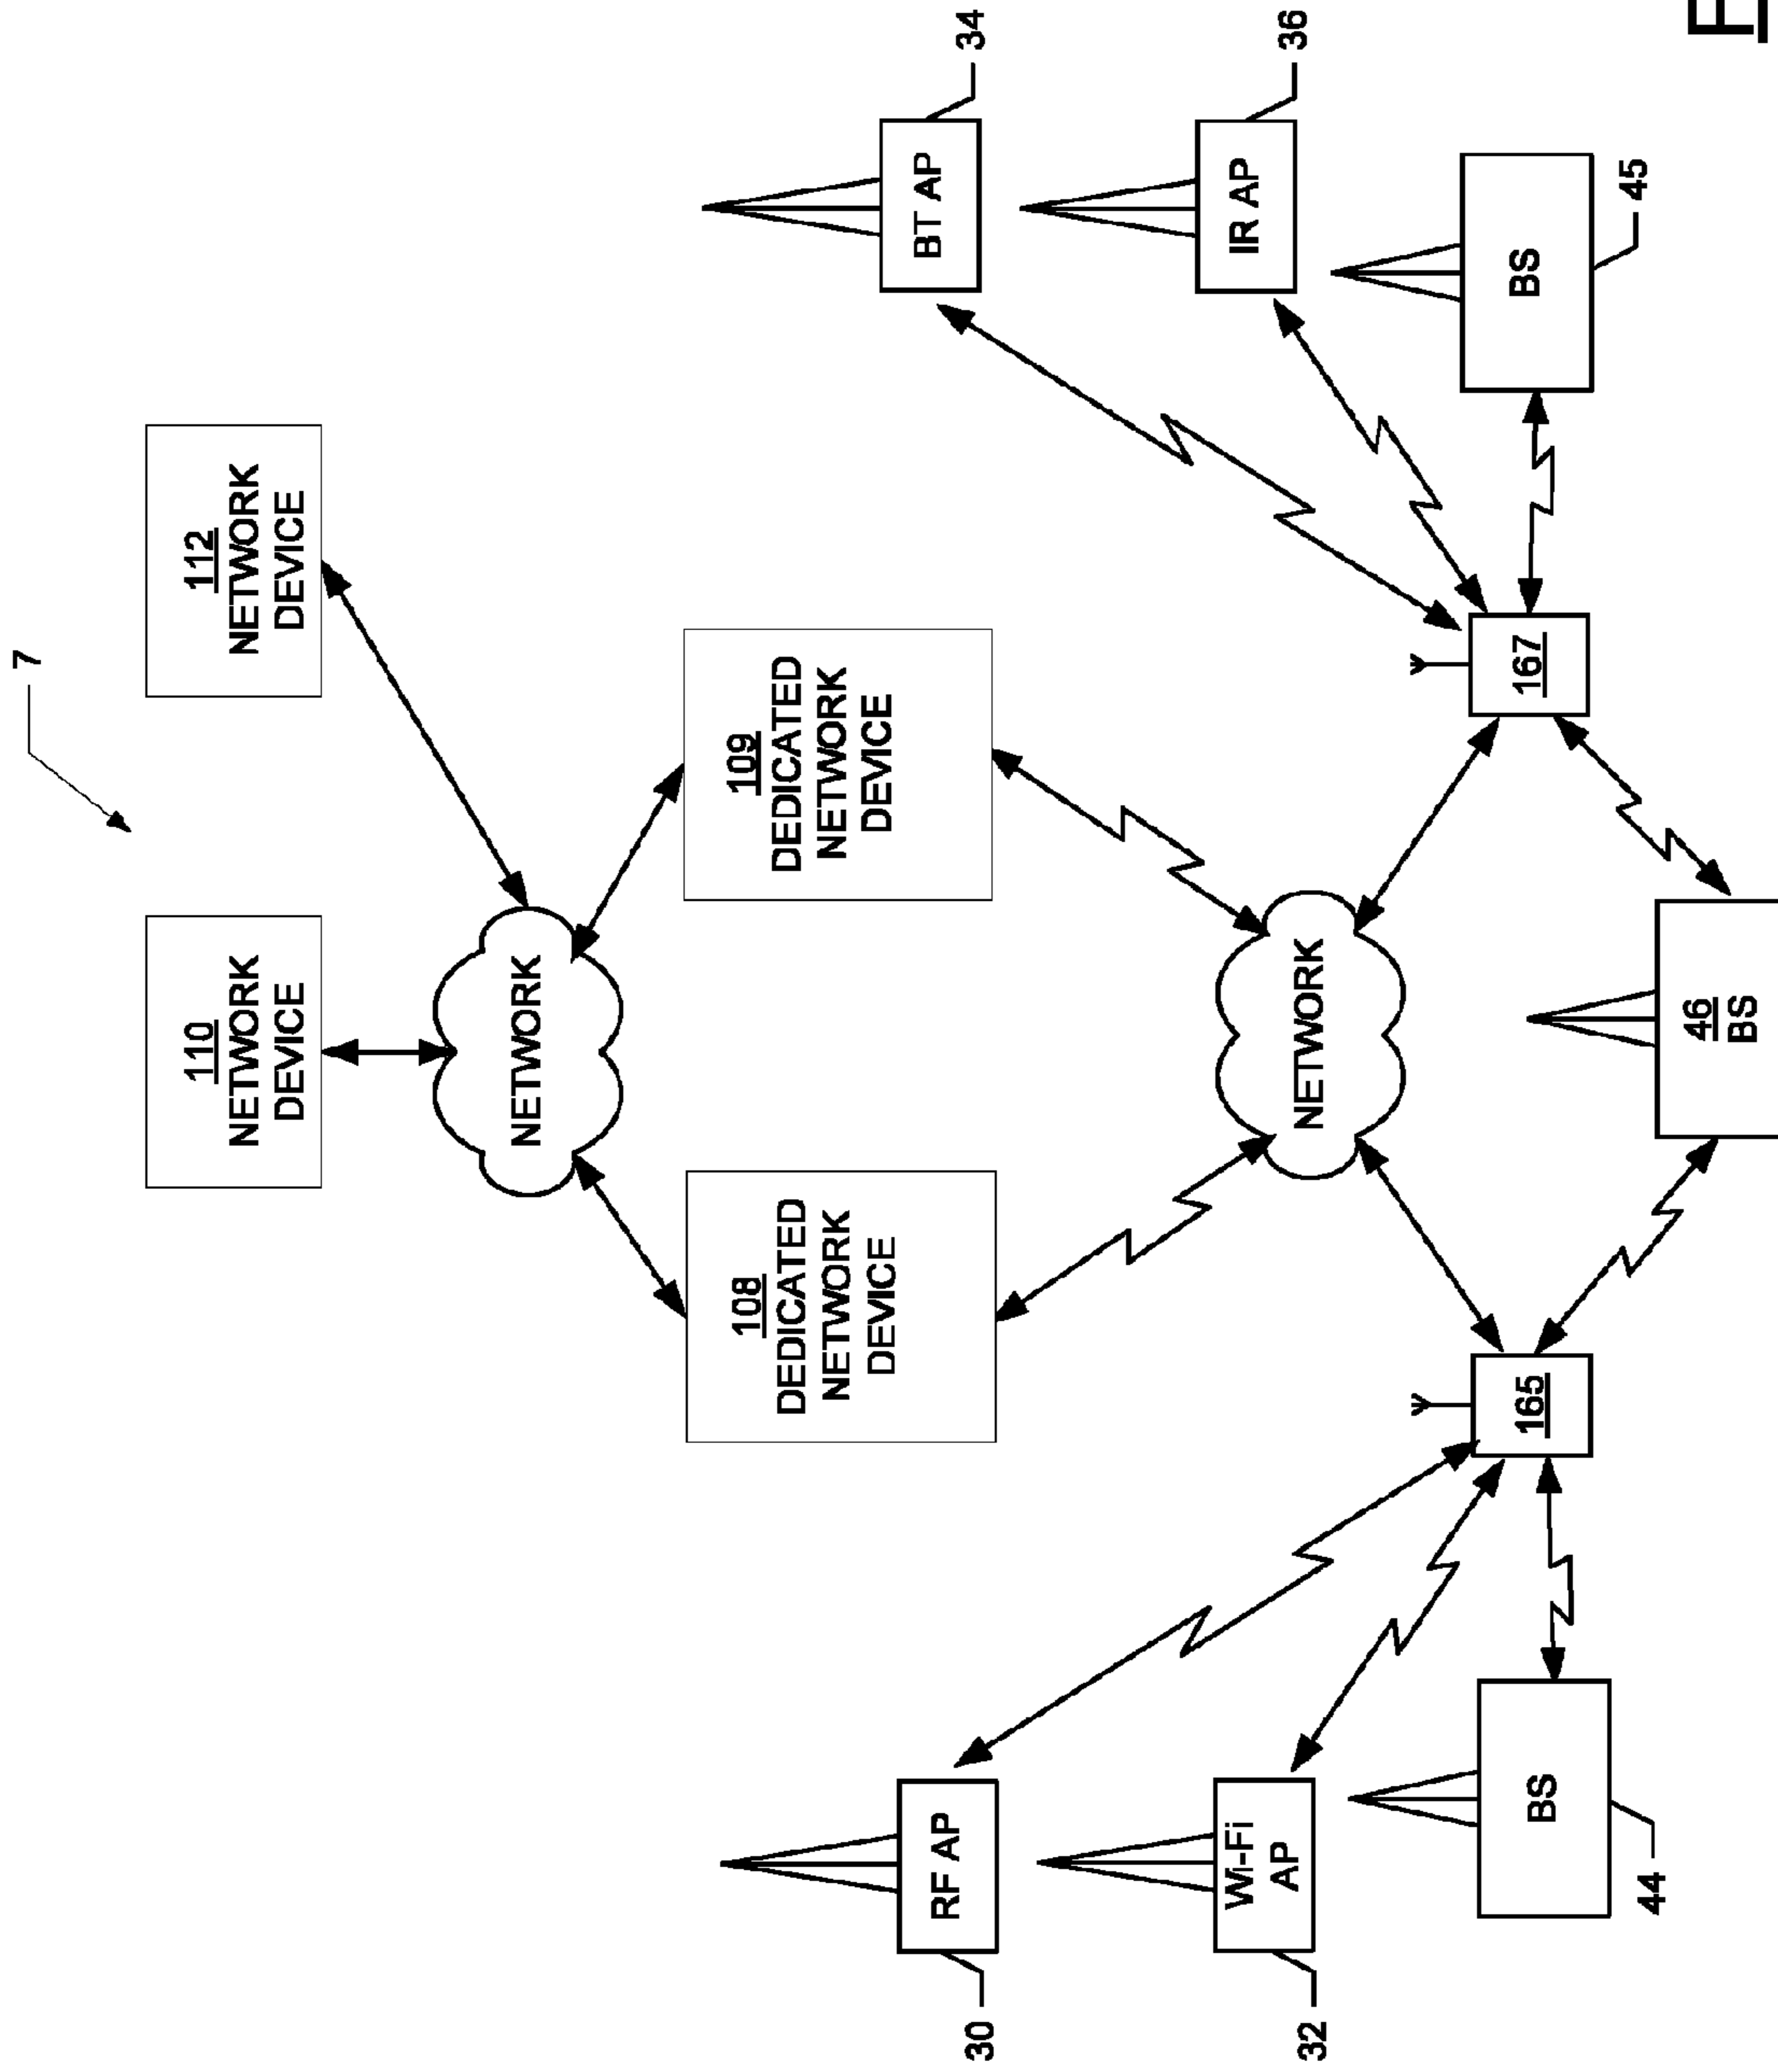 7
110
NETWORK
DEVICE
112
NETWORK
DEVICE
NETWORK
108
DEDICATED
NETWORK
DEVICE
109
DEDICATED
NETWORK
DEVICE
RF AP
30
BT AP
34
Wi-Fi
AP
32
NETWORK
IR AP
36
BS
44
165
167
BS
45
46
BS